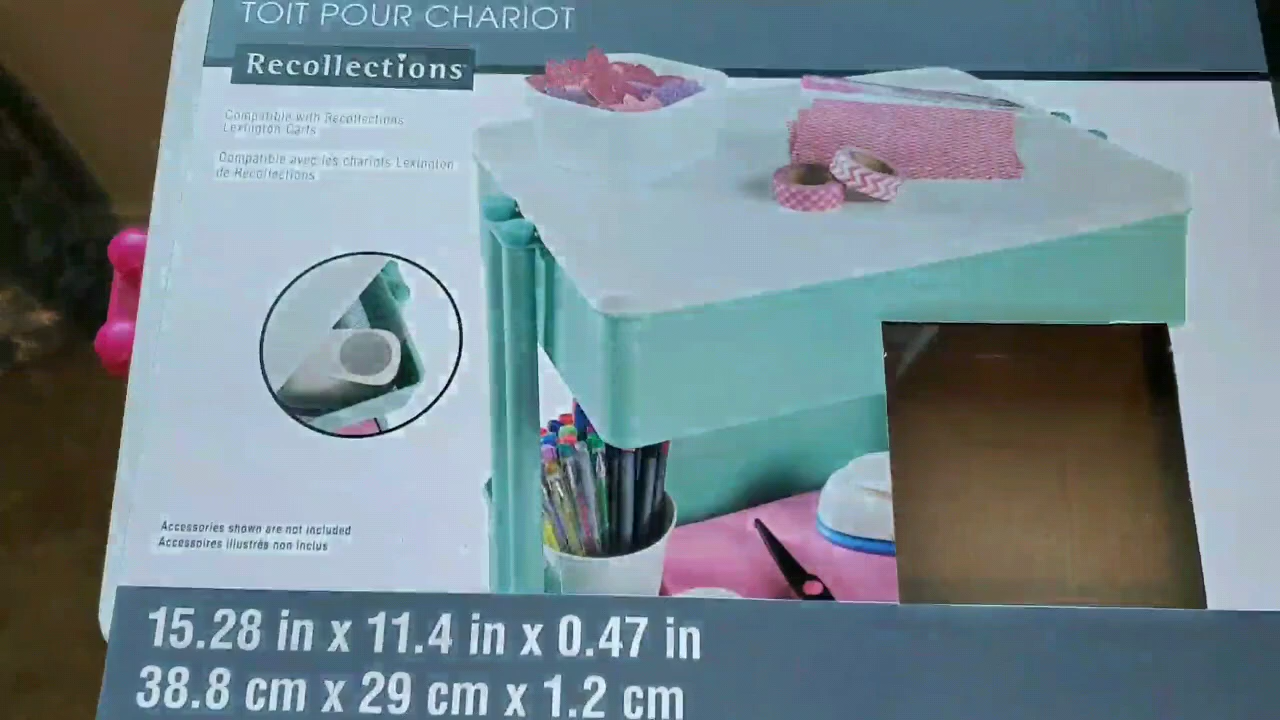 TOIT POUR CHARIOT
Recollections
Compatible with Recollections
Lexington Carts
Compatible avec les chariots Lexington
de Recollections
Accessories shown are not included
Accessoires illustrés non inclus
15.28 in x 11.4 in x 0.47 in
38.8 cm x 29 cm x 1.2 cm